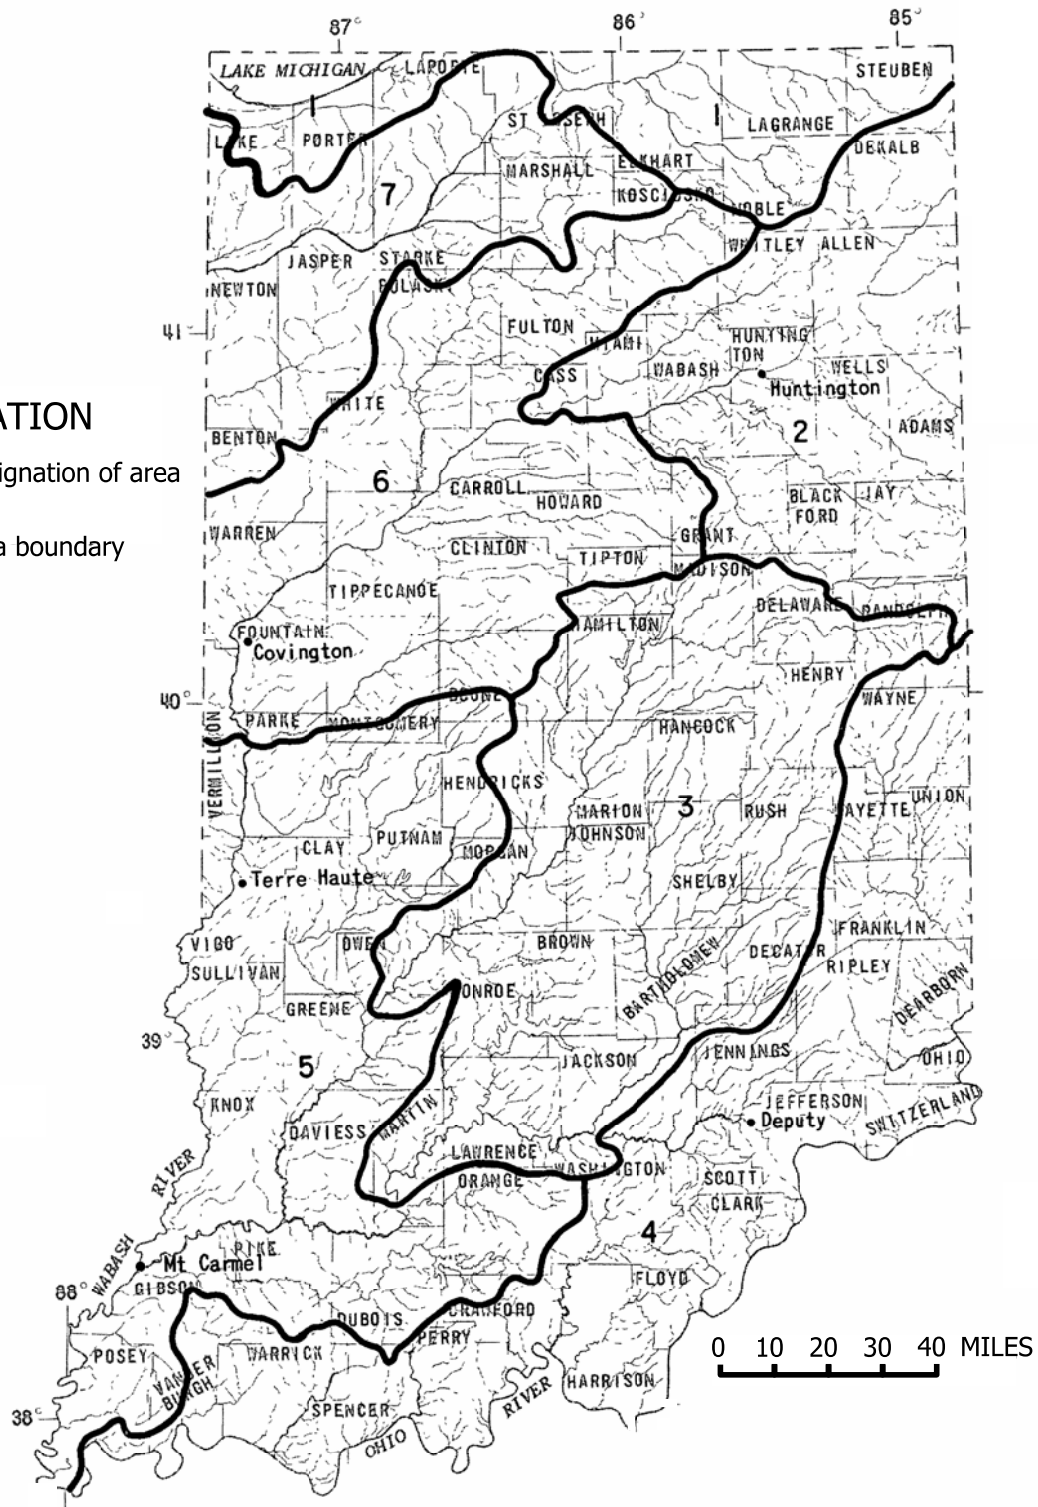 87°
86°
85°
LAKE MICHIGAN
LAPORTE
STEUBEN
1
1
ST JOSEPH
LAGRANGE
LAKE
PORTER
DEKALB
ELKHART
MARSHALL
7
KOSCIUSKO
NOBLE
WHITLEY
ALLEN
JASPER
STARKE
NEWTON
PULASKI
41°
FULTON
MIAMI
HUNTING
TON
CASS
WABASH
WELLS
Huntington
WHITE
ATION
BENTON
2
ADAMS
ignation of area
6
CARROLL
HOWARD
BLACK
FORD
JAY
WARREN
GRANT
a boundary
CLINTON
TIPTON
MADISON
TIPPECANOE
DELAWARE
RANDOLPH
FOUNTAIN
HAMILTON
Covington
HENRY
BOONE
WAYNE
40°
PARKE
MONTGOMERY
HANCOCK
VERMILLION
HENDRICKS
UNION
MARION
3
RUSH
FAYETTE
JOHNSON
PUTNAM
CLAY
MORGAN
Terre Haute
SHELBY
VIGO
OWEN
BROWN
FRANKLIN
DECATUR
SULLIVAN
RIPLEY
BARTHOLOMEW
DEARBORN
GREENE
MONROE
39°
JENNINGS
JACKSON
OHIO
5
KNOX
JEFFERSON
SWITZERLAND
DAVIESS
MARTIN
Deputy
LAWRENCE
WASHINGTON
ORANGE
SCOTT
CLARK
RIVER
4
WABASH
PIKE
Mt Carmel
88°
GIBSON
FLOYD
DUBOIS
CRAWFORD
PERRY
0 10 20 30 40 MILES
POSEY
WARRICK
VANDER
BURGH
HARRISON
RIVER
38°
SPENCER
OHIO